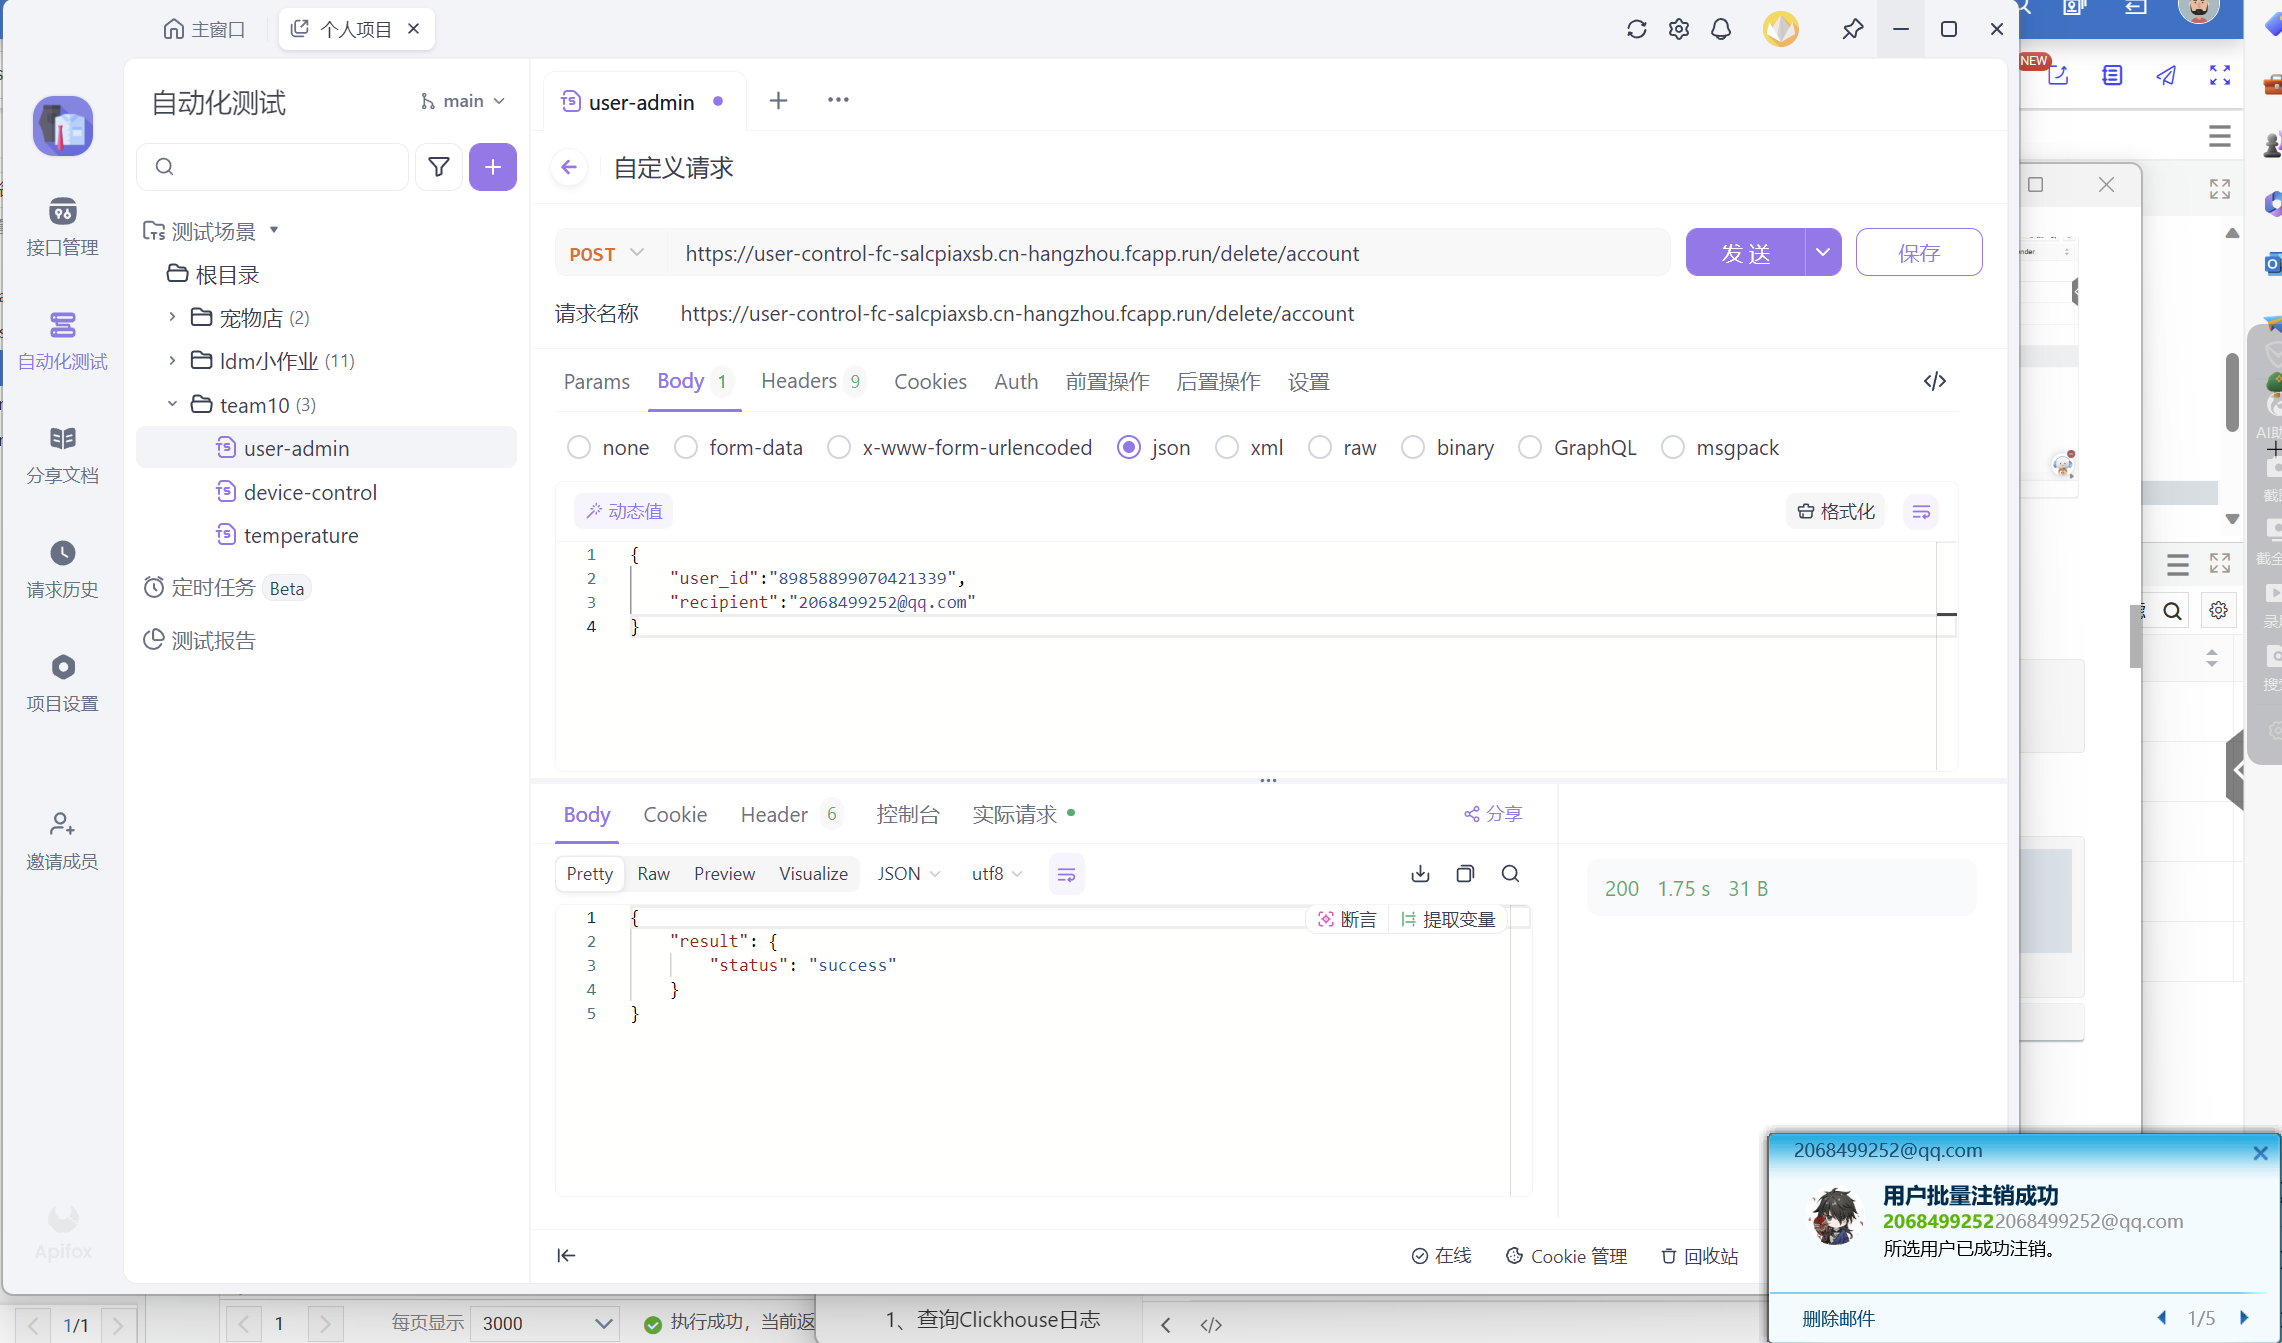 主窗口
个人项目
自动化测试
main
接口管理
自动化测试
分享文档
请求历史
项目设置
邀请成员
Apifox
测试场景
根目录
宠物店 (2)
ldm小作业 (11)
team10 (3)
user-admin
device-control
temperature
定时任务 Beta
测试报告
user-admin
自定义请求
POST
https://user-control-fc-salcpiaxsb.cn-hangzhou.fcapp.run/delete/account
发 送
保存
请求名称
https://user-control-fc-salcpiaxsb.cn-hangzhou.fcapp.run/delete/account
Params Body 1 Headers 9 Cookies Auth 前置操作 后置操作 设置
none form-data x-www-form-urlencoded json xml raw binary GraphQL msgpack
动态值
格式化
1 {
2 "user_id":"89858899070421339",
3 "recipient":"2068499252@qq.com"
4 }
Body Cookie Header 6 控制台 实际请求
分享
Pretty Raw Preview Visualize JSON utf8
断言 提取变量
1 {
2 "result": {
3 "status": "success"
4 }
5 }
200 1.75 s 31 B
在线 Cookie 管理 回收站
NEW
2068499252@qq.com
用户批量注销成功
20684992522068499252@qq.com
所选用户已成功注销。
删除邮件
1/5
1/1
1
每页显示 3000
执行成功，当前返
1、查询Clickhouse日志